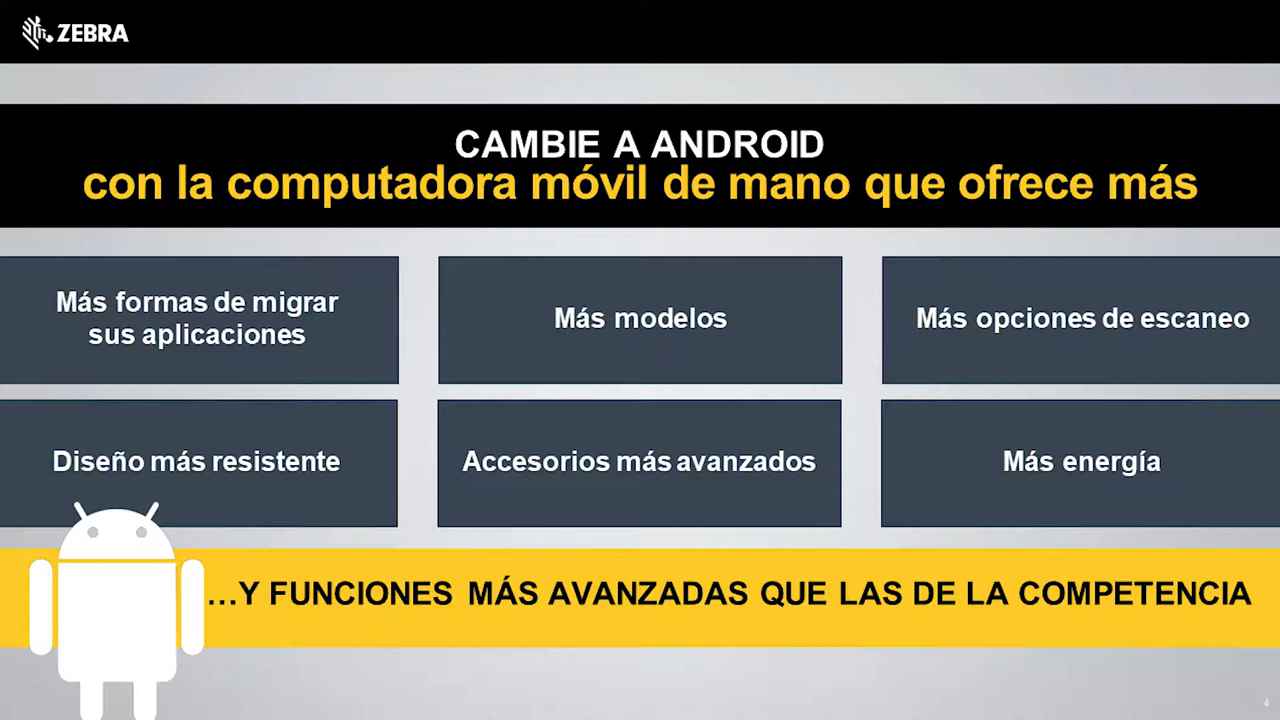 ZEBRA
CAMBIE A ANDROID
con la computadora móvil de mano que ofrece más
Más formas de migrar
sus aplicaciones
Más modelos
Más opciones de escaneo
Diseño más resistente
Accesorios más avanzados
Más energía
...Y FUNCIONES MÁS AVANZADAS QUE LAS DE LA COMPETENCIA
4